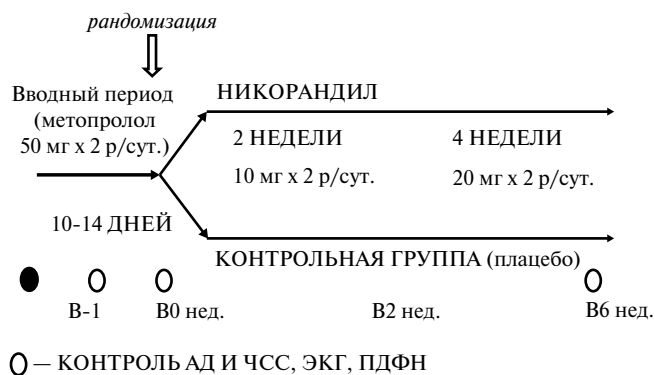 рандомизация
Вводный период
(метопролол
50 мг х 2 р/сут.)
НИКОРАНДИЛ
2 НЕДЕЛИ
4 НЕДЕЛИ
10 мг х 2 р/сут.
20 мг х 2 р/сут.
10-14 ДНЕЙ
КОНТРОЛЬНАЯ ГРУППА (плацебо)
В-1
В0 нед.
В2 нед.
В6 нед.
— КОНТРОЛЬ АД И ЧСС, ЭКГ, ПДФН